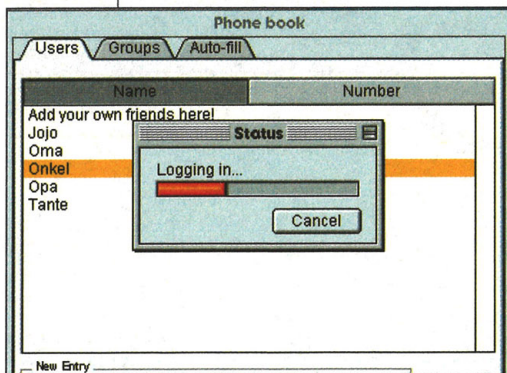 Phone book
Users Groups Auto-fill
Name Number
Add your own friends here!
Jojo
Oma
Onkel
Opa
Tante
Status
Logging in...
Cancel
New Entry